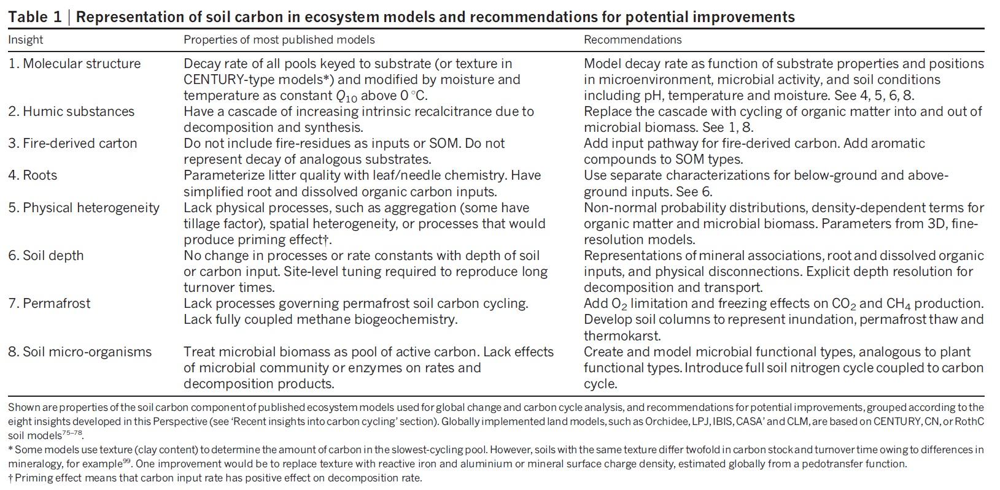 Table 1 | Representation of soil carbon in ecosystem models and recommendations for potential improvements
Insight Properties of most published models Recommendations
1. Molecular structure Decay rate of all pools keyed to substrate (or texture in Model decay rate as function of substrate properties and positions
CENTURY-type models*) and modified by moisture and in microenvironment, microbial activity, and soil conditions
temperature as constant Q10 above 0 °C. including pH, temperature and moisture. See 4, 5, 6, 8.
2. Humic substances Have a cascade of increasing intrinsic recalcitrance due to Replace the cascade with cycling of organic matter into and out of
decomposition and synthesis. microbial biomass. See 1, 8.
3. Fire-derived carton Do not include fire-residues as inputs or SOM. Do not Add input pathway for fire-derived carbon. Add aromatic
represent decay of analogous substrates. compounds to SOM types.
4. Roots Parameterize litter quality with leaf/needle chemistry. Have Use separate characterizations for below-ground and above-
simplified root and dissolved organic carbon inputs. ground inputs. See 6.
5. Physical heterogeneity Lack physical processes, such as aggregation (some have Non-normal probability distributions, density-dependent terms for
tillage factor), spatial heterogeneity, or processes that would organic matter and microbial biomass. Parameters from 3D, fine-
produce priming effect†. resolution models.
6. Soil depth No change in processes or rate constants with depth of soil Representations of mineral associations, root and dissolved organic
or carbon input. Site-level tuning required to reproduce long inputs, and physical disconnections. Explicit depth resolution for
turnover times. decomposition and transport.
7. Permafrost Lack processes governing permafrost soil carbon cycling. Add O2 limitation and freezing effects on CO2 and CH4 production.
Lack fully coupled methane biogeochemistry. Develop soil columns to represent inundation, permafrost thaw and
thermokarst.
8. Soil micro-organisms Treat microbial biomass as pool of active carbon. Lack effects Create and model microbial functional types, analogous to plant
of microbial community or enzymes on rates and functional types. Introduce full soil nitrogen cycle coupled to carbon
decomposition products. cycle.
Shown are properties of the soil carbon component of published ecosystem models used for global change and carbon cycle analysis, and recommendations for potential improvements, grouped according to the
eight insights developed in this Perspective (see ‘Recent insights into carbon cycling’ section). Globally implemented land models, such as Orchidee, LPJ, IBIS, CASA’ and CLM, are based on CENTURY, CN, or RothC
soil models75–78.
* Some models use texture (clay content) to determine the amount of carbon in the slowest-cycling pool. However, soils with the same texture differ twofold in carbon stock and turnover time owing to differences in
mineralogy, for example99. One improvement would be to replace texture with reactive iron and aluminium or mineral surface charge density, estimated globally from a pedotransfer function.
† Priming effect means that carbon input rate has positive effect on decomposition rate.